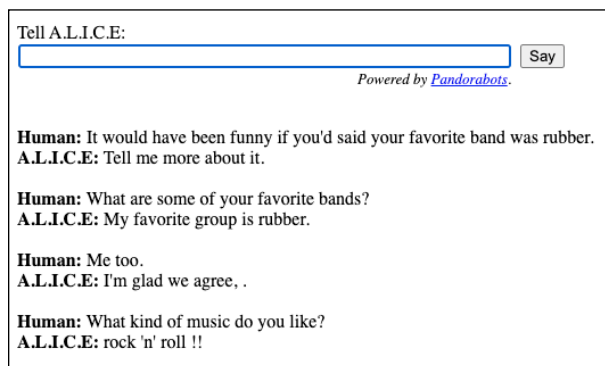 Tell A.L.I.C.E:
Say
Powered by Pandorabots.
Human: It would have been funny if you'd said your favorite band was rubber.
A.L.I.C.E: Tell me more about it.
Human: What are some of your favorite bands?
A.L.I.C.E: My favorite group is rubber.
Human: Me too.
A.L.I.C.E: I'm glad we agree, .
Human: What kind of music do you like?
A.L.I.C.E: rock 'n' roll !!